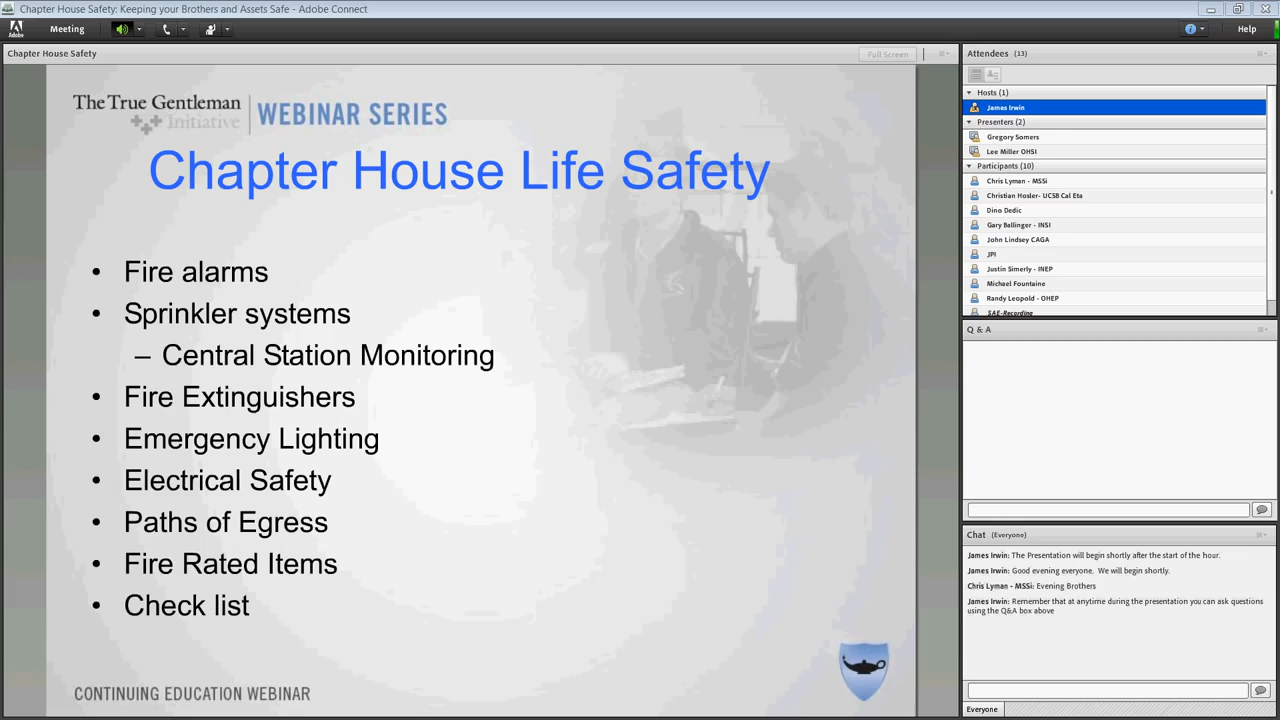 Chapter House Safety: Keeping your Brothers and Assets Safe - Adobe Connect
Adobe
Meeting
Help
Chapter House Safety
Full Screen
The True Gentleman
Initiative
WEBINAR SERIES
Chapter House Life Safety
• Fire alarms
• Sprinkler systems
– Central Station Monitoring
• Fire Extinguishers
• Emergency Lighting
• Electrical Safety
• Paths of Egress
• Fire Rated Items
• Check list
CONTINUING EDUCATION WEBINAR
Attendees (13)
Hosts (1)
James Irwin
Presenters (2)
Gregory Somers
Lee Miller OHSI
Participants (10)
Chris Lyman - MSSi
Christian Hosler- UCSB Cal Eta
Dino Dedic
Gary Ballinger - INSI
John Lindsey CAGA
JPI
Justin Simerly - INEP
Michael Fountaine
Randy Leopold - OHEP
SAE-Recording
Q & A
Chat (Everyone)
James Irwin: The Presentation will begin shortly after the start of the hour.
James Irwin: Good evening everyone. We will begin shortly.
Chris Lyman - MSSi: Evening Brothers
James Irwin: Remember that at anytime during the presentation you can ask questions
using the Q&A box above
Everyone